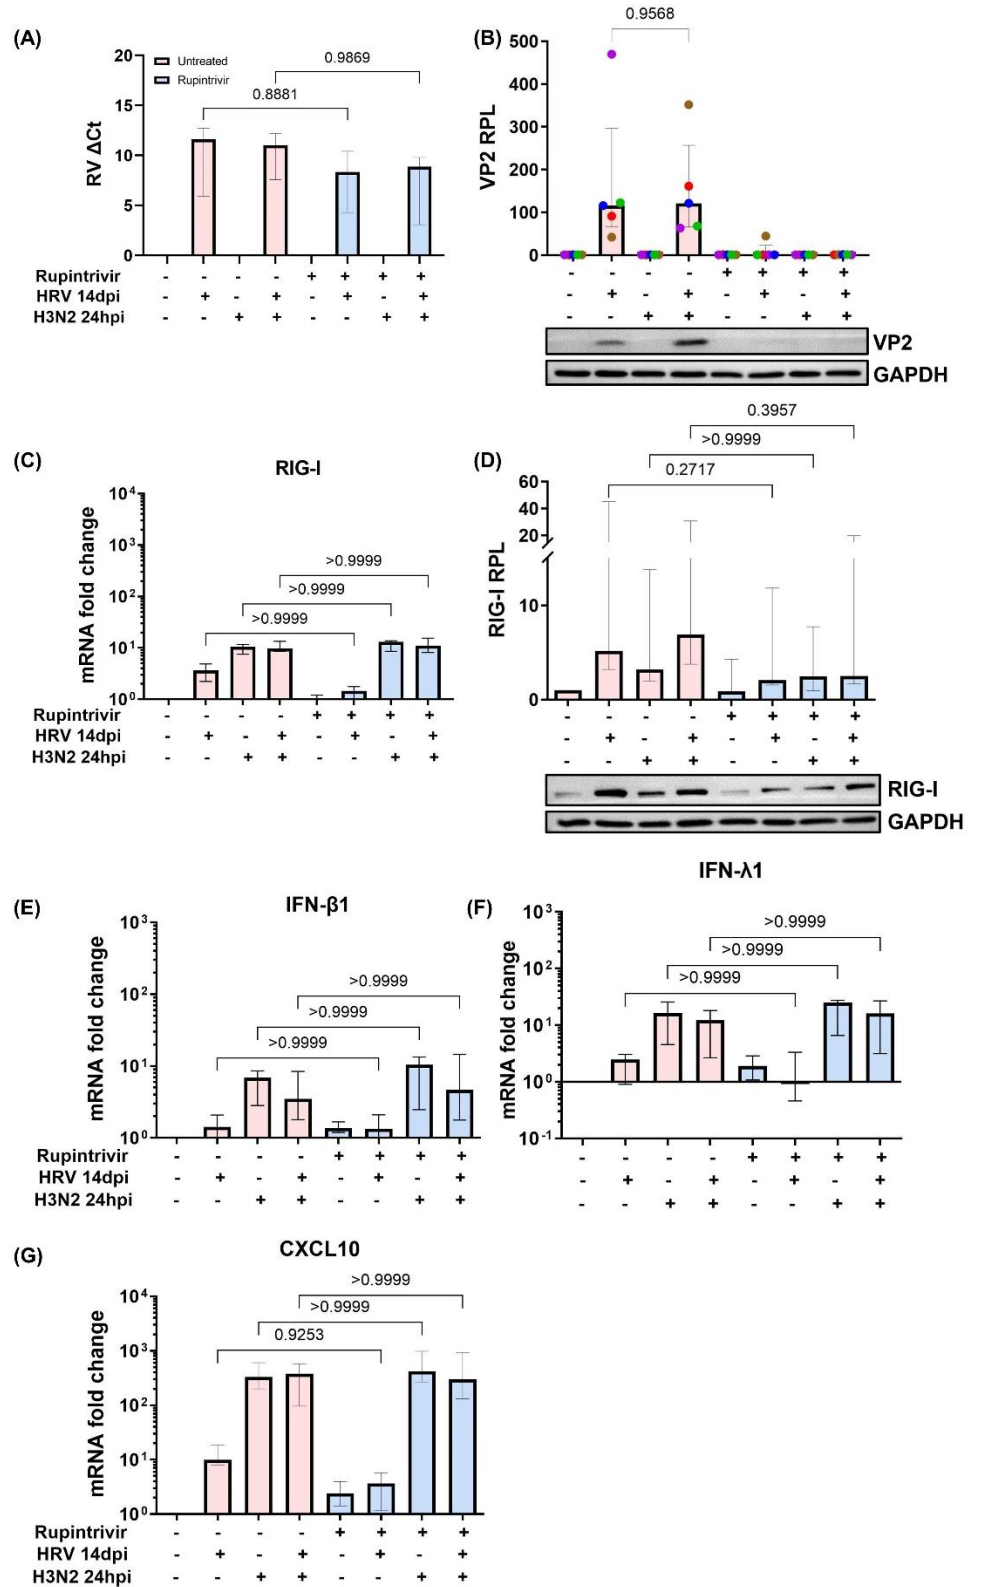 (A)
20
15
10
5
0
RV ΔCt
Untreated
Rupintrivir
0.9869
0.8881
Rupintrivir - - - - + + + +
HRV 14dpi - + - + - + - +
H3N2 24hpi - - + + - - + +
(B)
0.9568
500
400
300
200
100
0
VP2 RPL
- - - - + + + +
- + - + - + - +
- - + + - - + +
VP2
GAPDH
(C)
RIG-I
10⁴
10³
10²
10¹
10⁰
mRNA fold change
>0.9999
>0.9999
>0.9999
Rupintrivir - - - - + + + +
HRV 14dpi - + - + - + - +
H3N2 24hpi - - + + - - + +
(D)
0.3957
>0.9999
0.2717
60
40
20
10
0
RIG-I RPL
- - - - + + + +
- + - + - + - +
- - + + - - + +
RIG-I
GAPDH
(E)
IFN-β1
10³
10²
10¹
10⁰
mRNA fold change
>0.9999
>0.9999
>0.9999
Rupintrivir - - - - + + + +
HRV 14dpi - + - + - + - +
H3N2 24hpi - - + + - - + +
(F)
IFN-λ1
10³
10²
10¹
10⁰
10⁻¹
mRNA fold change
>0.9999
>0.9999
>0.9999
- - - - + + + +
- + - + - + - +
- - + + - - + +
(G)
CXCL10
10⁴
10³
10²
10¹
10⁰
mRNA fold change
>0.9999
>0.9999
0.9253
Rupintrivir - - - - + + + +
HRV 14dpi - + - + - + - +
H3N2 24hpi - - + + - - + +